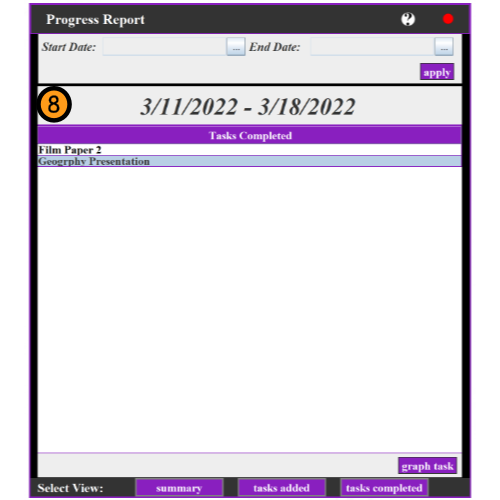 Progress Report ?
Start Date: ... End Date: ...
apply
8
3/11/2022 - 3/18/2022
Tasks Completed
Film Paper 2
Geogrphy Presentation
graph task
Select View: summary tasks added tasks completed